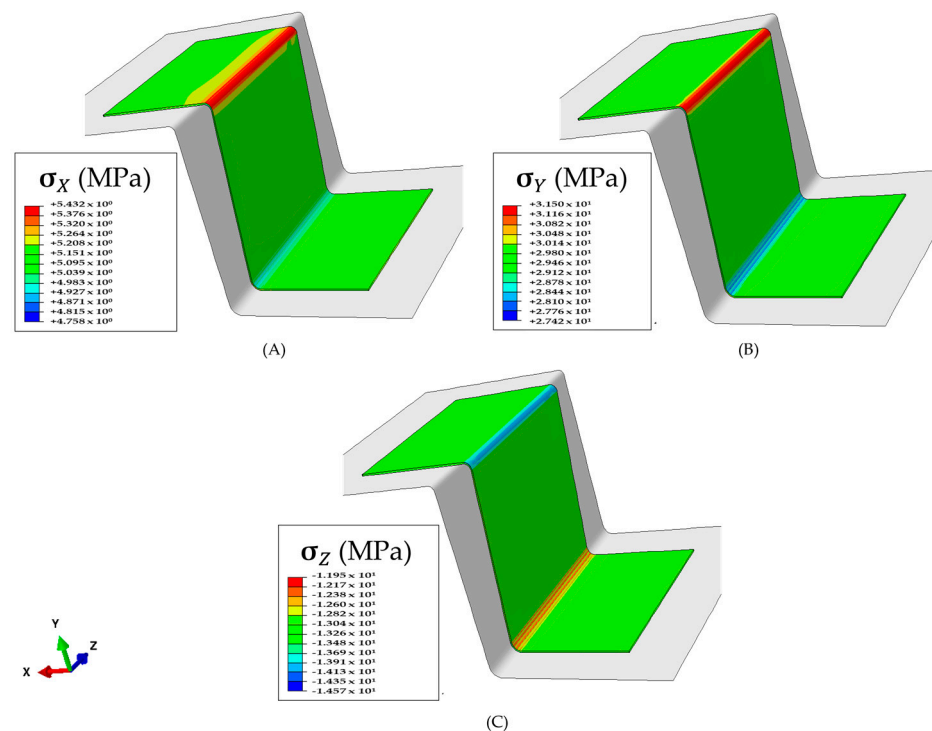 σX (MPa)
+5.432 x 10⁰
+5.376 x 10⁰
+5.320 x 10⁰
+5.264 x 10⁰
+5.208 x 10⁰
+5.151 x 10⁰
+5.095 x 10⁰
+5.039 x 10⁰
+4.983 x 10⁰
+4.927 x 10⁰
+4.871 x 10⁰
+4.815 x 10⁰
+4.758 x 10⁰
(A)
σY (MPa)
+3.150 x 10¹
+3.116 x 10¹
+3.082 x 10¹
+3.048 x 10¹
+3.014 x 10¹
+2.980 x 10¹
+2.946 x 10¹
+2.912 x 10¹
+2.878 x 10¹
+2.844 x 10¹
+2.810 x 10¹
+2.776 x 10¹
+2.742 x 10¹
(B)
σZ (MPa)
-1.195 x 10¹
-1.217 x 10¹
-1.238 x 10¹
-1.260 x 10¹
-1.282 x 10¹
-1.304 x 10¹
-1.326 x 10¹
-1.348 x 10¹
-1.369 x 10¹
-1.391 x 10¹
-1.413 x 10¹
-1.435 x 10¹
-1.457 x 10¹
Y
Z
X
(C)